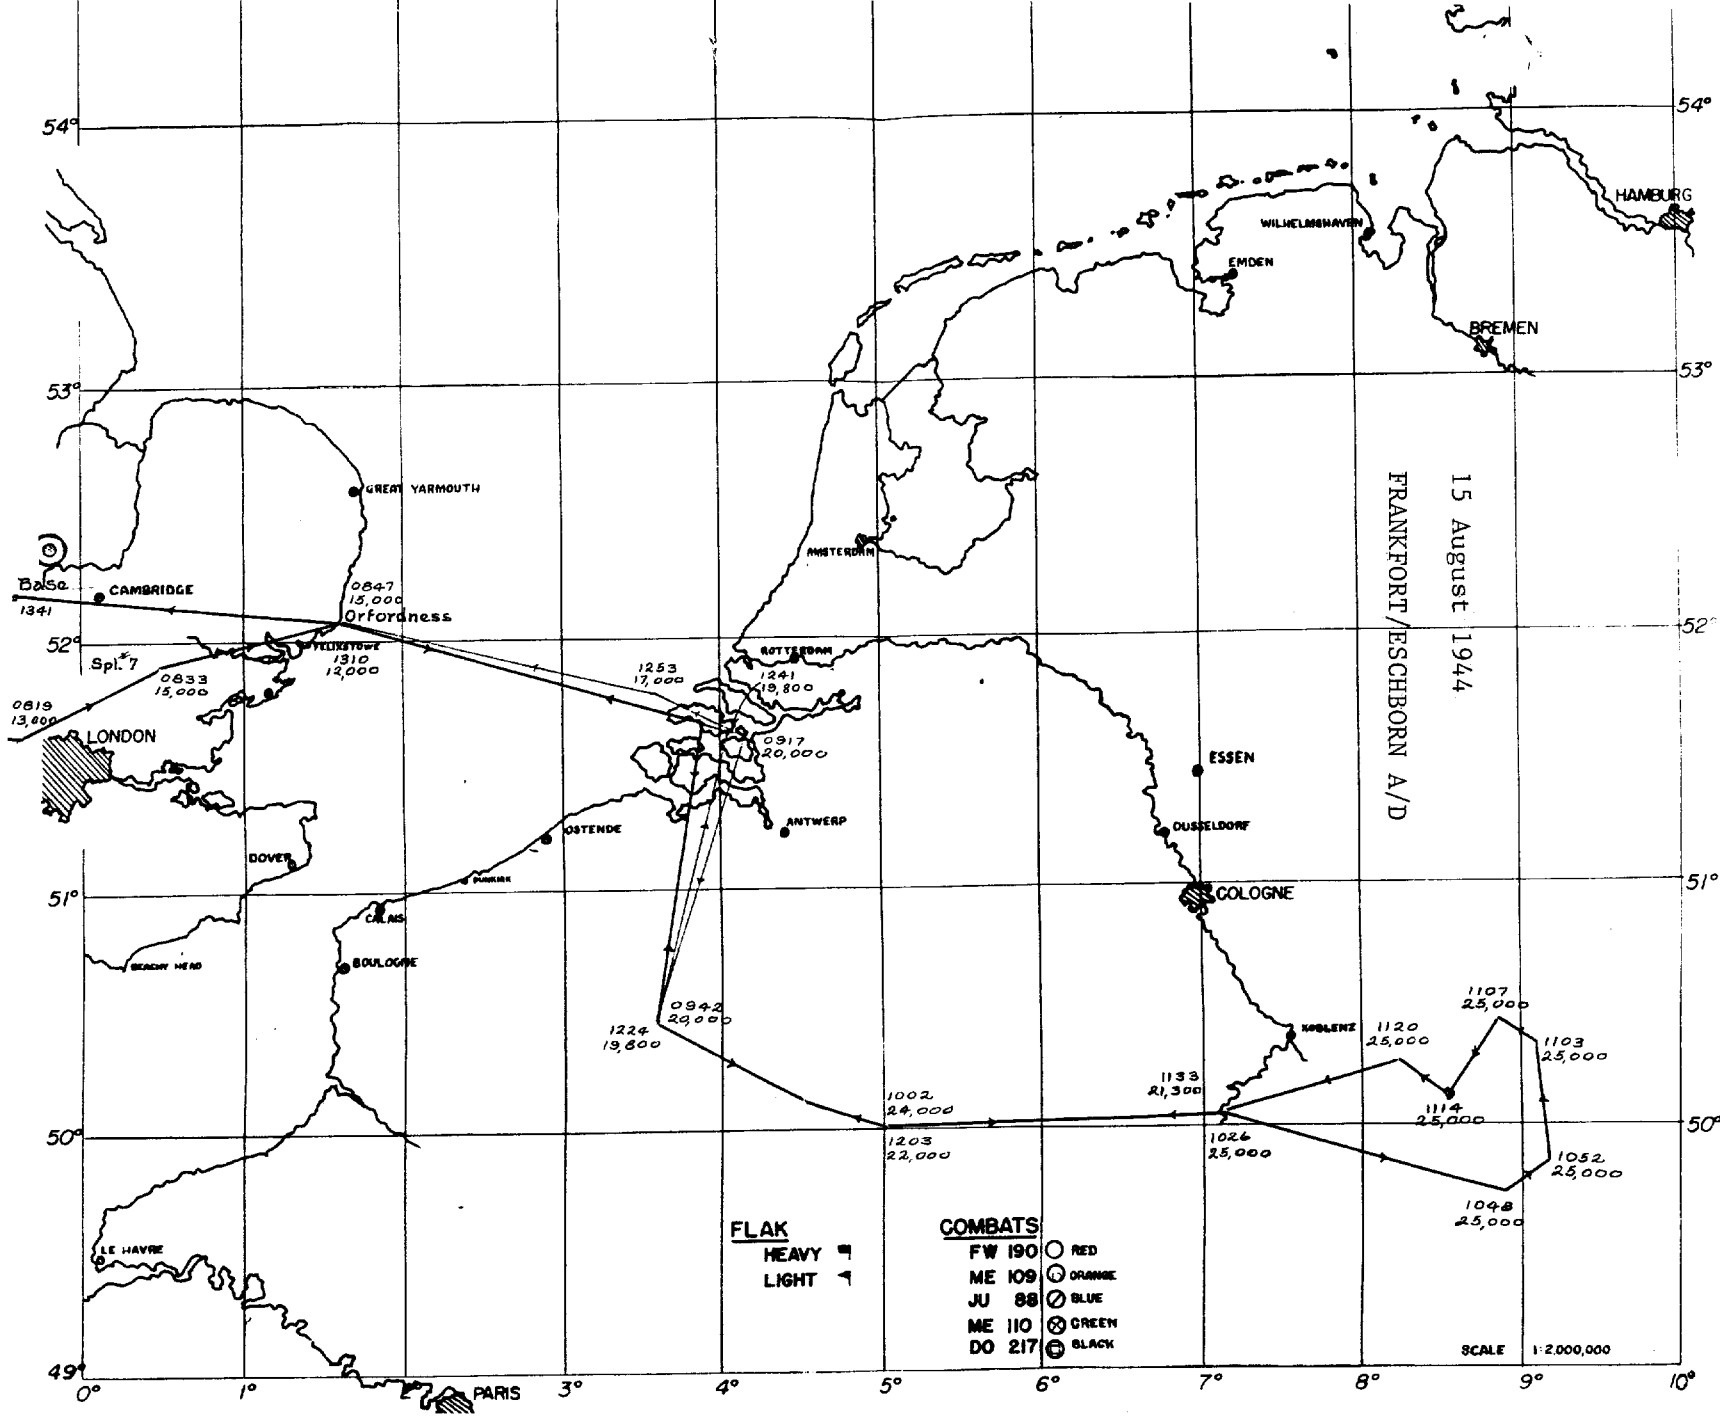 54°
54°
HAMBURG
WILHELMSHAVEN
EMDEN
BREMEN
53°
53°
GREAT YARMOUTH
AMSTERDAM
15 August 1944
FRANKFORT/ESCHBORN A/D
Base
1341
CAMBRIDGE
0847
15,000
Orfordness
52°
52°
FELIXSTOWE
1310
12,000
Spl.#7
0833
15,000
0819
13,000
LONDON
ROTTERDAM
1253
17,000
1241
19,800
0917
20,000
ESSEN
DUSSELDORF
ANTWERP
OSTENDE
DOVER
DUNKIRK
51°
51°
COLOGNE
CALAIS
BEACHY HEAD
BOULOGNE
0942
20,000
1224
19,800
KOBLENZ
1107
25,000
1120
25,000
1103
25,000
1133
21,300
1114
25,000
1002
24,000
50°
50°
1203
22,000
1026
25,000
1052
25,000
1048
25,000
LE HAVRE
FLAK
HEAVY
LIGHT
COMBATS
FW 190 RED
ME 109 ORANGE
JU 88 BLUE
ME 110 GREEN
DO 217 BLACK
SCALE 1:2,000,000
49°
0° 1° 2° PARIS 3° 4° 5° 6° 7° 8° 9° 10°